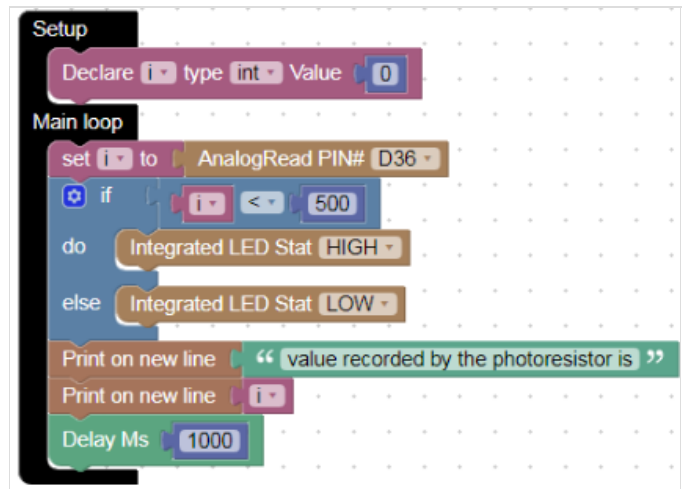 Setup
Declare i type int Value 0
Main loop
set i to AnalogRead PIN# D36
if i < 500
do Integrated LED Stat HIGH
else Integrated LED Stat LOW
Print on new line “ value recorded by the photoresistor is ”
Print on new line i
Delay Ms 1000